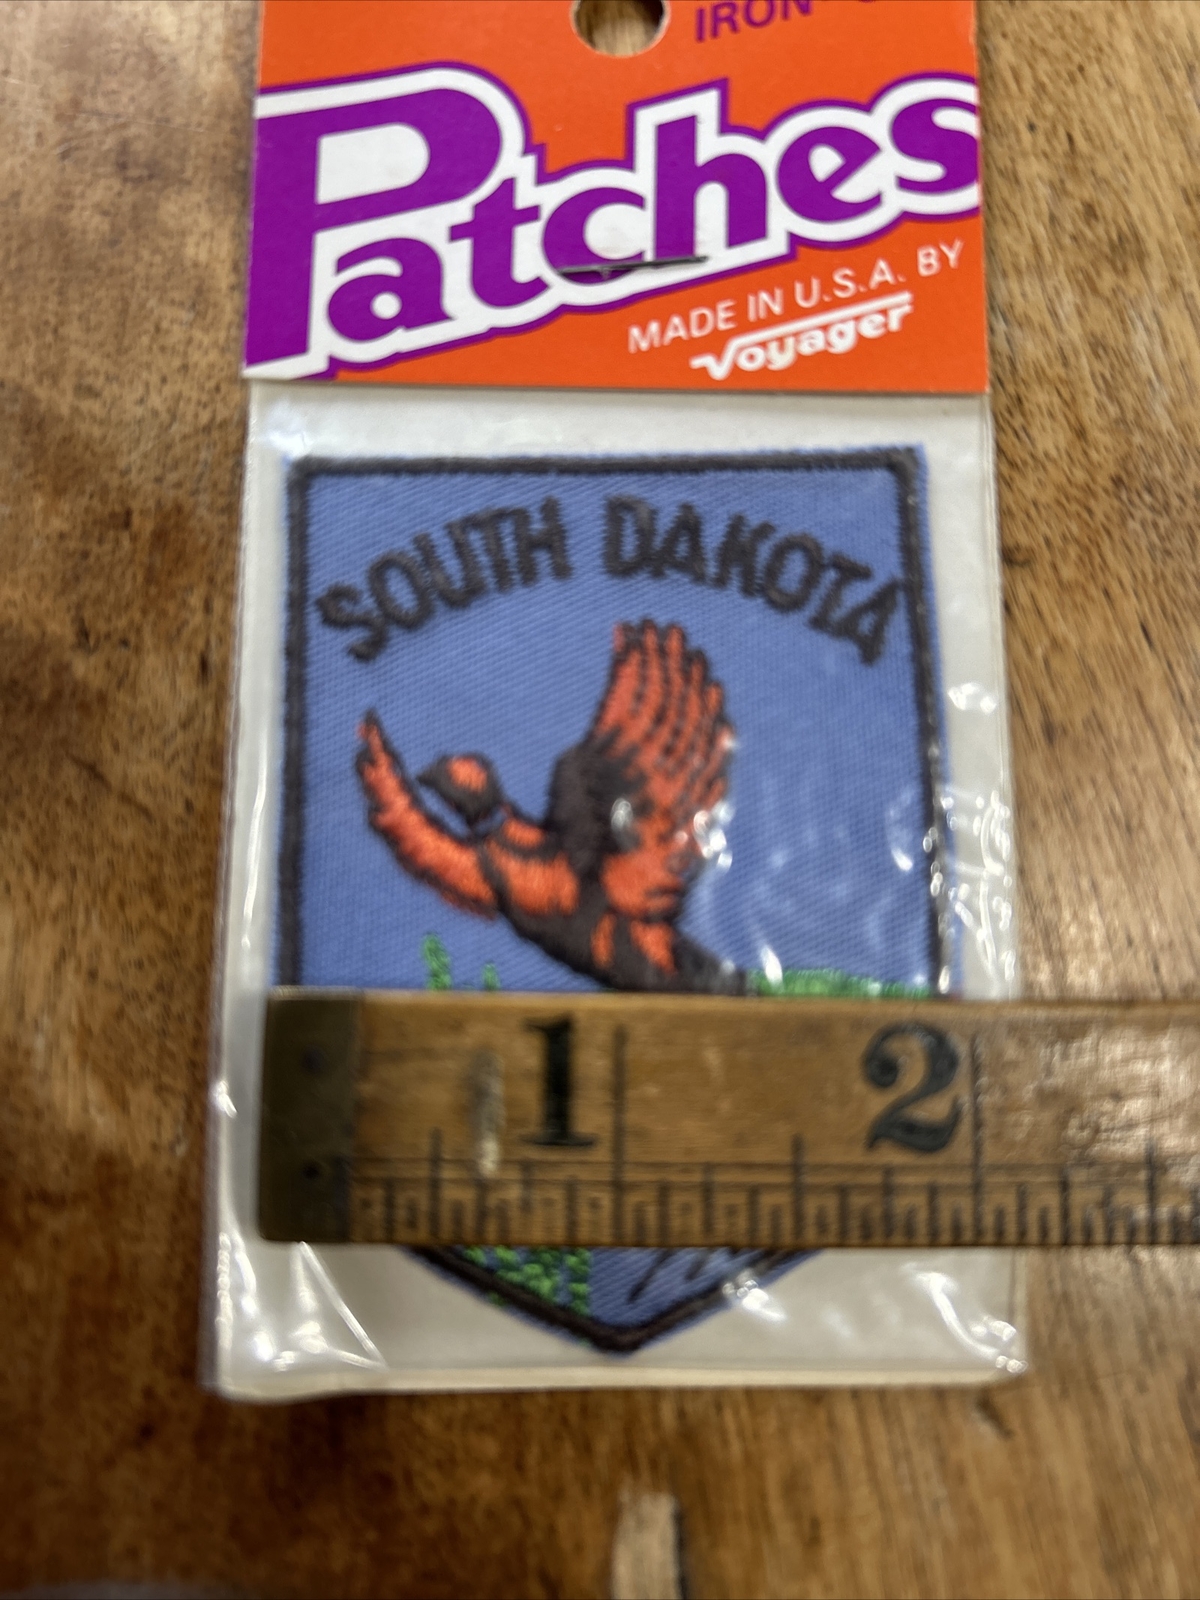 IRON-
Patches
MADE IN U.S.A. BY
Voyager
SOUTH DAKOTA
1 2